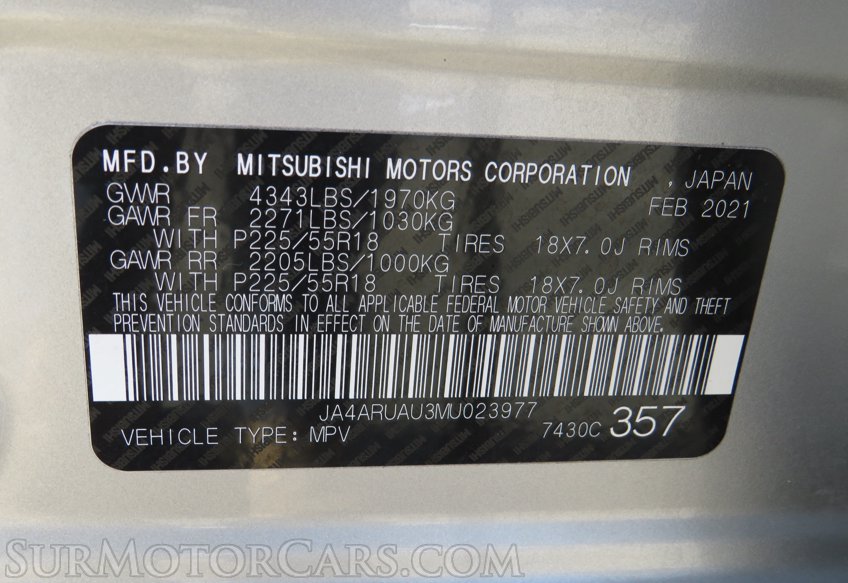 MFD.BY MITSUBISHI MOTORS CORPORATION , JAPAN
GVWR 4343LBS/1970KG FEB 2021
GAWR FR 2271LBS/1030KG
WITH P225/55R18 TIRES 18X7.0J RIMS
GAWR RR 2205LBS/1000KG
WITH P225/55R18 TIRES 18X7.0J RIMS
THIS VEHICLE CONFORMS TO ALL APPLICABLE FEDERAL MOTOR VEHICLE SAFETY AND THEFT
PREVENTION STANDARDS IN EFFECT ON THE DATE OF MANUFACTURE SHOWN ABOVE.
JA4ARUAU3MU023977
VEHICLE TYPE: MPV 7430C 357
SurMotorCars.com